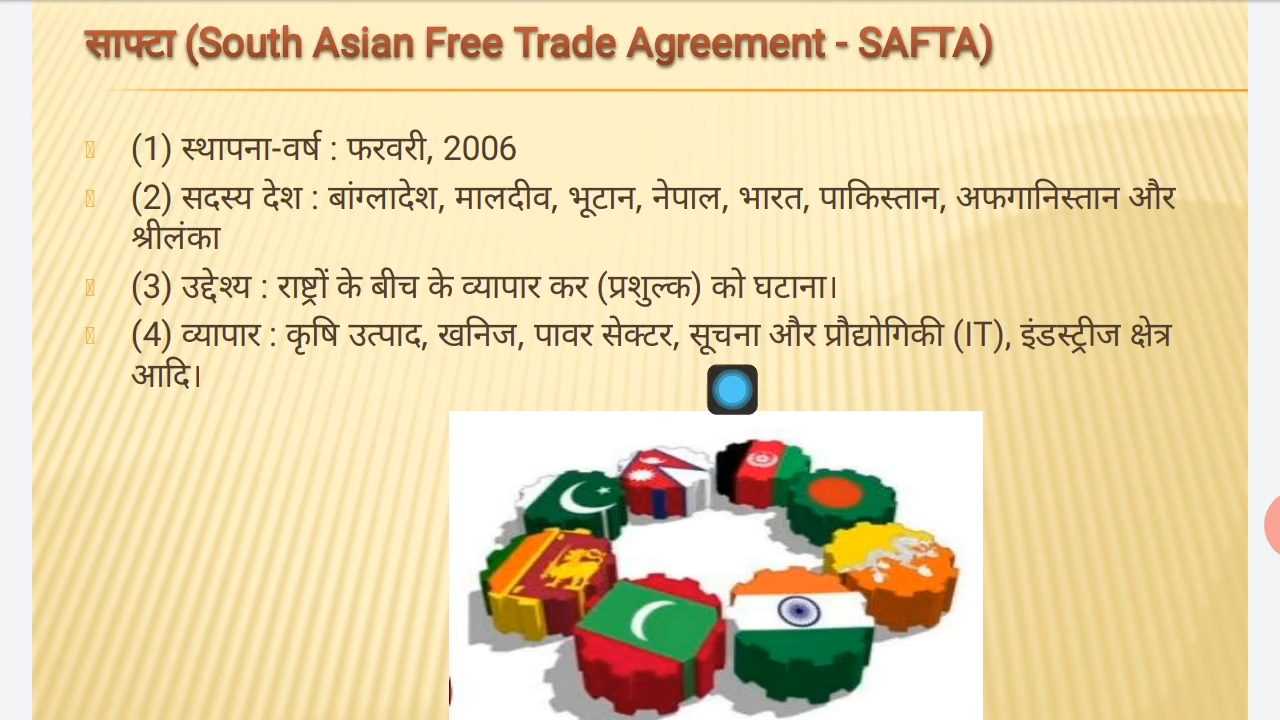 साफ्टा (South Asian Free Trade Agreement - SAFTA)
(1) स्थापना-वर्ष : फरवरी, 2006
(2) सदस्य देश : बांग्लादेश, मालदीव, भूटान, नेपाल, भारत, पाकिस्तान, अफगानिस्तान और
श्रीलंका
(3) उद्देश्य : राष्ट्रों के बीच के व्यापार कर (प्रशुल्क) को घटाना।
(4) व्यापार : कृषि उत्पाद, खनिज, पावर सेक्टर, सूचना और प्रौद्योगिकी (IT), इंडस्ट्रीज क्षेत्र
आदि।